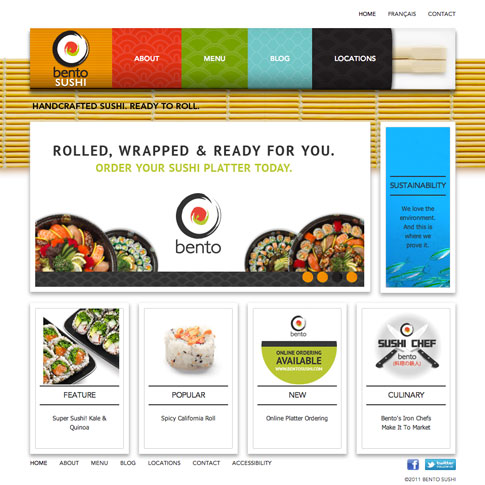 HOME FRANÇAIS CONTACT
bento
SUSHI
ABOUT MENU BLOG LOCATIONS
HANDCRAFTED SUSHI. READY TO ROLL.
ROLLED, WRAPPED & READY FOR YOU.
ORDER YOUR SUSHI PLATTER TODAY.
bento
SUSTAINABILITY
We love the
environment.
And this is
where we
prove it.
FEATURE
Super Sushi! Kale &
Quinoa
POPULAR
Spicy California Roll
bento
ONLINE ORDERING
AVAILABLE
WWW.BENTOSUSHI.COM
NEW
Online Platter Ordering
SUSHI CHEF
bento
CULINARY
Bento's Iron Chefs
Make It To Market
HOME ABOUT MENU BLOG LOCATIONS CONTACT ACCESSIBILITY
f twitter
©2011 BENTO SUSHI